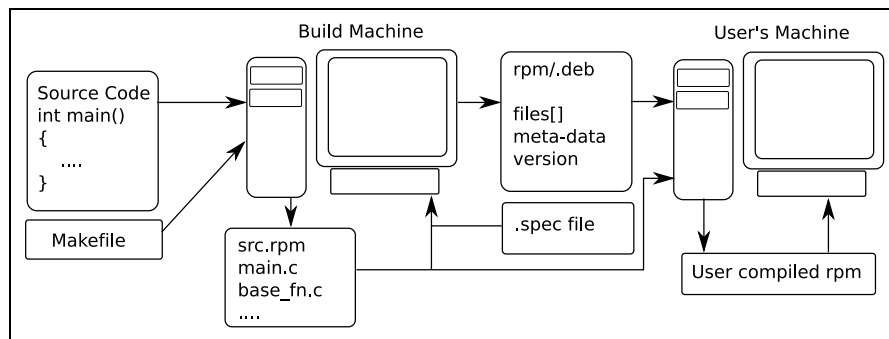 Build Machine
User's Machine
Source Code
int main()
{
....
}
Makefile
rpm/.deb
files[]
meta-data
version
src.rpm
main.c
base_fn.c
....
.spec file
User compiled rpm